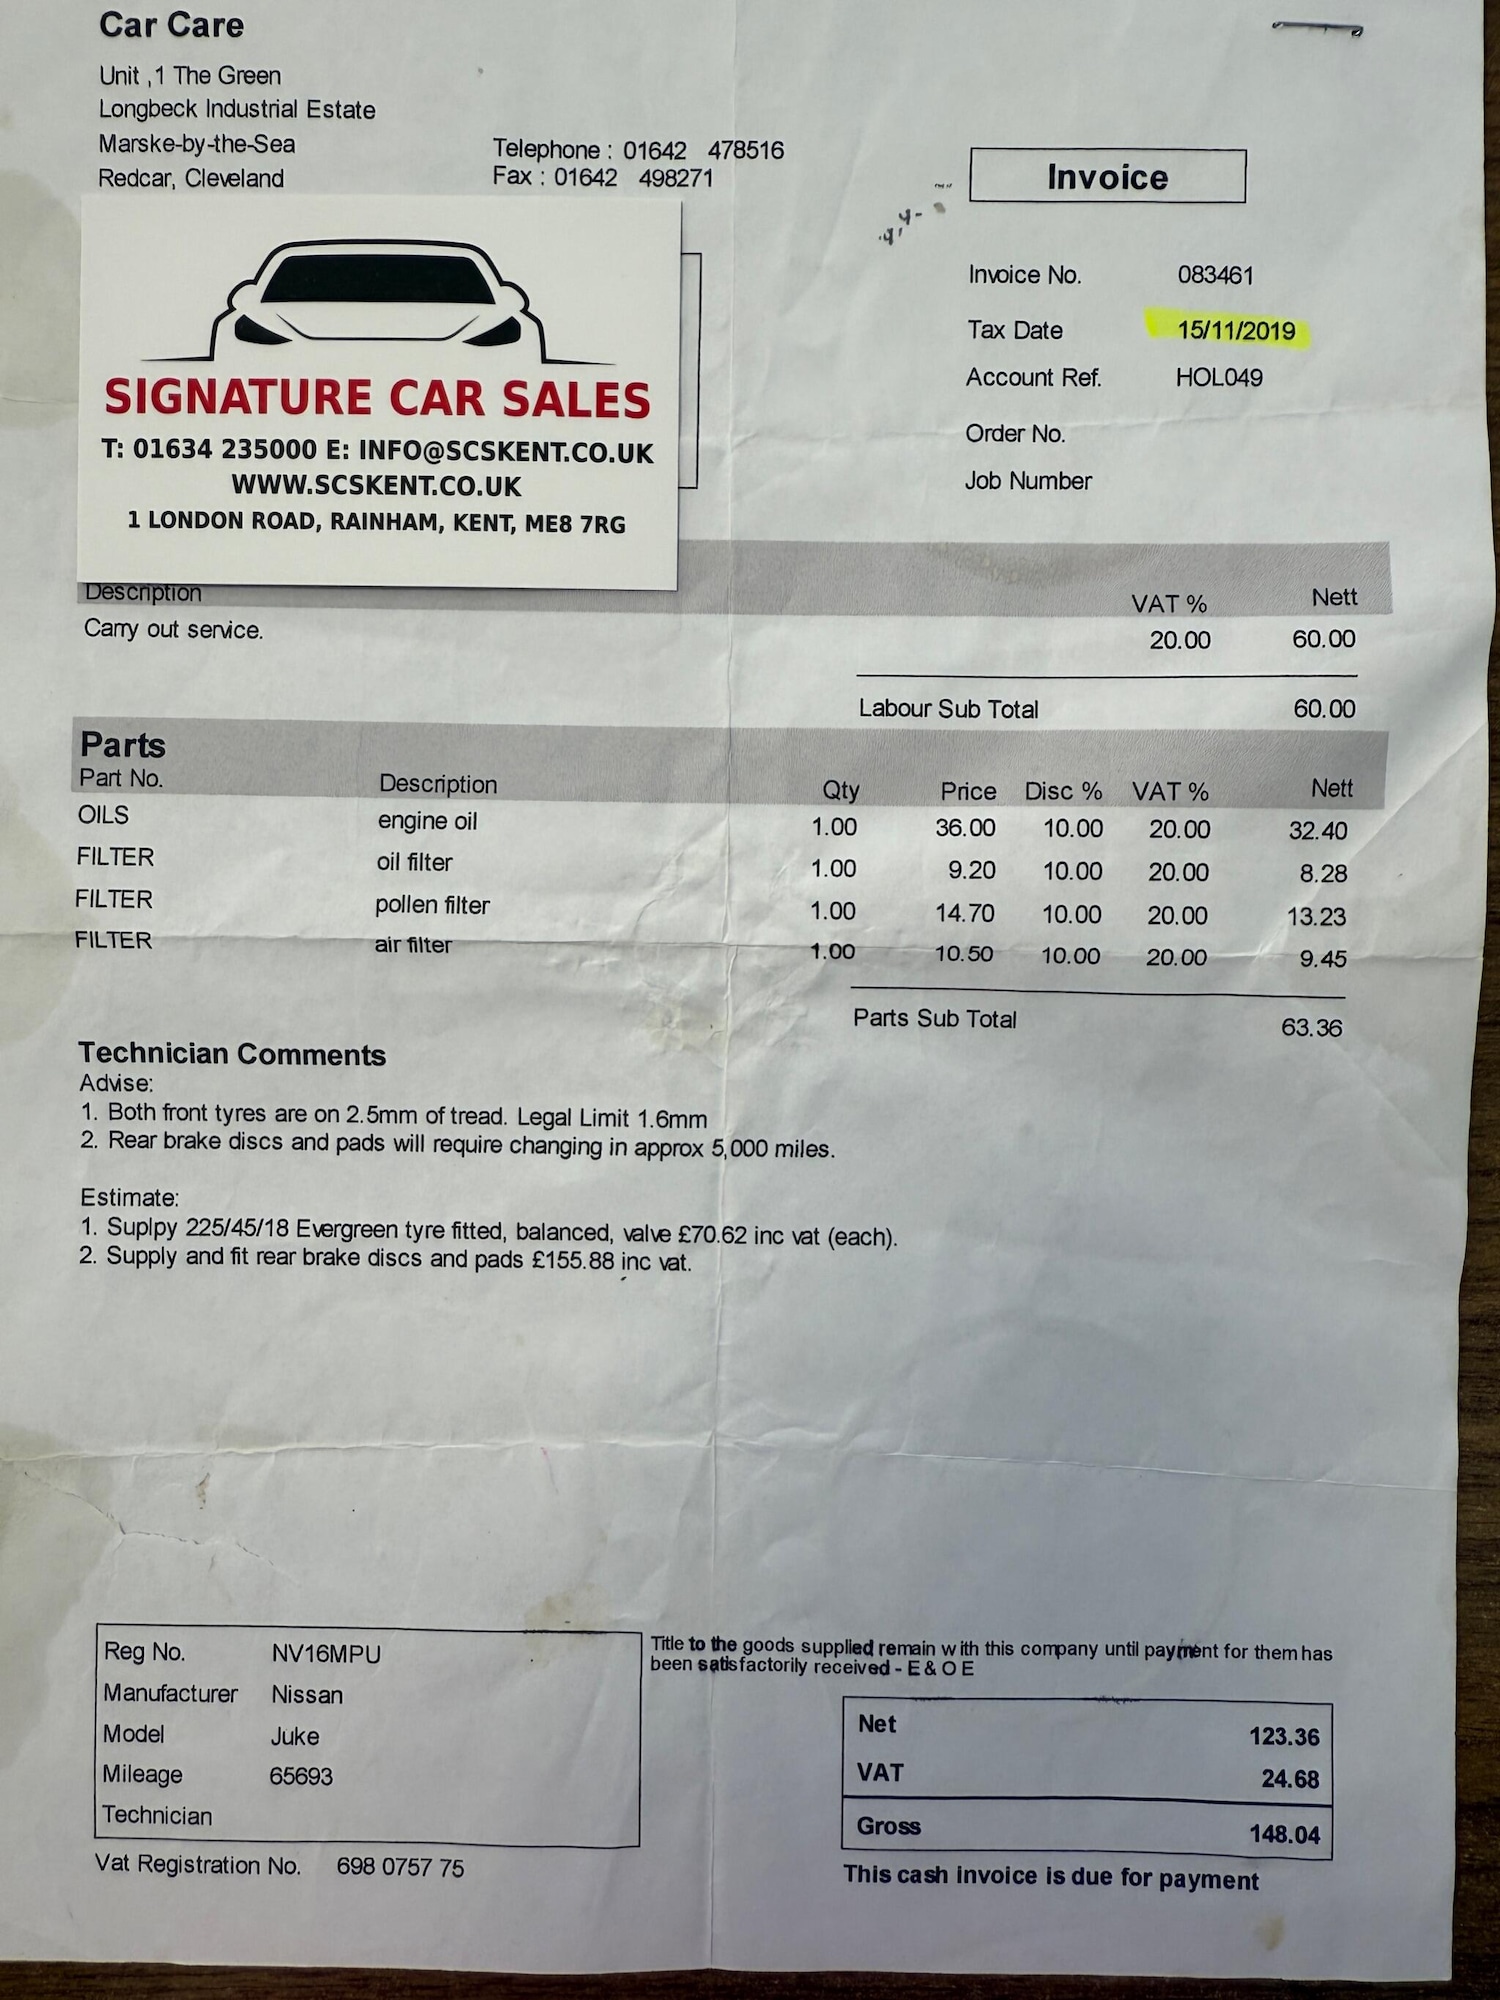 Car Care
Unit ,1 The Green
Longbeck Industrial Estate
Marske-by-the-Sea
Redcar, Cleveland
Telephone : 01642 478516
Fax : 01642 498271
Invoice
Invoice No. 083461
Tax Date 15/11/2019
Account Ref. HOL049
Order No.
Job Number
SIGNATURE CAR SALES
T: 01634 235000 E: INFO@SCSKENT.CO.UK
WWW.SCSKENT.CO.UK
1 LONDON ROAD, RAINHAM, KENT, ME8 7RG
Description VAT % Nett
Carry out service. 20.00 60.00
Labour Sub Total 60.00
Parts
Part No. Description Qty Price Disc % VAT % Nett
OILS engine oil 1.00 36.00 10.00 20.00 32.40
FILTER oil filter 1.00 9.20 10.00 20.00 8.28
FILTER pollen filter 1.00 14.70 10.00 20.00 13.23
FILTER air filter 1.00 10.50 10.00 20.00 9.45
Parts Sub Total 63.36
Technician Comments
Advise:
1. Both front tyres are on 2.5mm of tread. Legal Limit 1.6mm
2. Rear brake discs and pads will require changing in approx 5,000 miles.
Estimate:
1. Suplpy 225/45/18 Evergreen tyre fitted, balanced, valve £70.62 inc vat (each).
2. Supply and fit rear brake discs and pads £155.88 inc vat.
Reg No. NV16MPU
Manufacturer Nissan
Model Juke
Mileage 65693
Technician
Vat Registration No. 698 0757 75
Title to the goods supplied remain with this company until payment for them has
been satisfactorily received - E & O E
Net 123.36
VAT 24.68
Gross 148.04
This cash invoice is due for payment